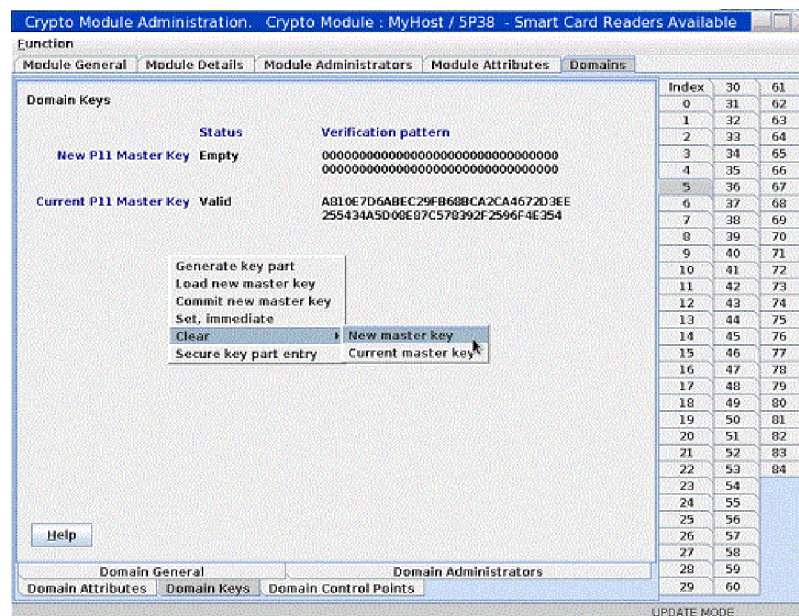 Crypto Module Administration. Crypto Module : MyHost / 5P38 - Smart Card Readers Available
Function
Module General Module Details Module Administrators Module Attributes Domains
Domain Keys
Status Verification pattern
New P11 Master Key Empty 00000000000000000000000000000000
00000000000000000000000000000000
Current P11 Master Key Valid A810E7D6ABEC29FB68BCA2CA4672D3EE
255434A5D08E87C578392F2596F4E354
Generate key part
Load new master key
Commit new master key
Set, immediate
Clear
Secure key part entry
New master key
Current master key
Help
Domain General Domain Administrators
Domain Attributes Domain Keys Domain Control Points
Index 30 61
0 31 62
1 32 63
2 33 64
3 34 65
4 35 66
5 36 67
6 37 68
7 38 69
8 39 70
9 40 71
10 41 72
11 42 73
12 43 74
13 44 75
14 45 76
15 46 77
16 47 78
17 48 79
18 49 80
19 50 81
20 51 82
21 52 83
22 53 84
23 54
24 55
25 56
26 57
27 58
28 59
29 60
UPDATE MODE